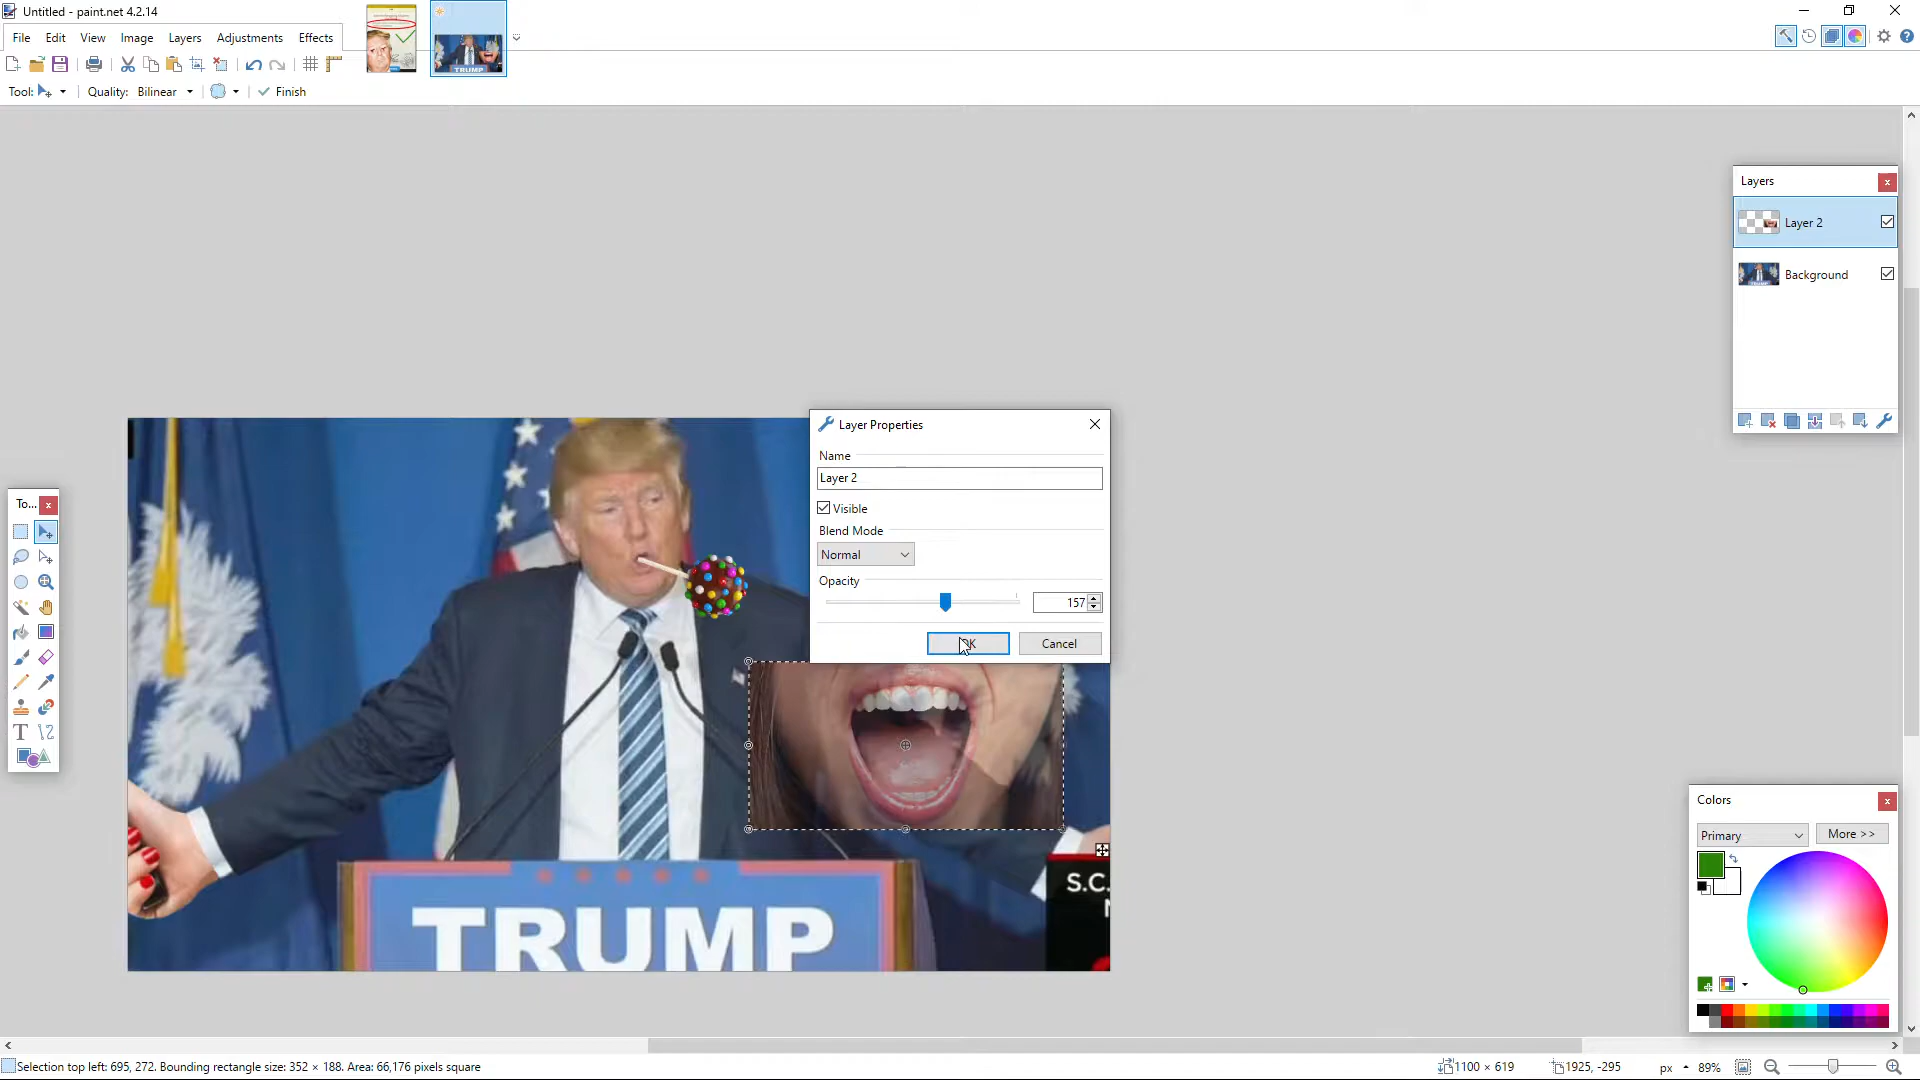 Untitled - paint.net 4.2.14
File Edit View Image Layers Adjustments Effects
Tool: Quality: Bilinear Finish
Layers
Layer 2
Background
Layer Properties
Name
Layer 2
Visible
Blend Mode
Normal
Opacity
157
OK Cancel
To...
TRUMP
S.C.
Colors
Primary More >>
Selection top left: 695, 272. Bounding rectangle size: 352 × 188. Area: 66,176 pixels square
1100 × 619 1925, -295 px 89%